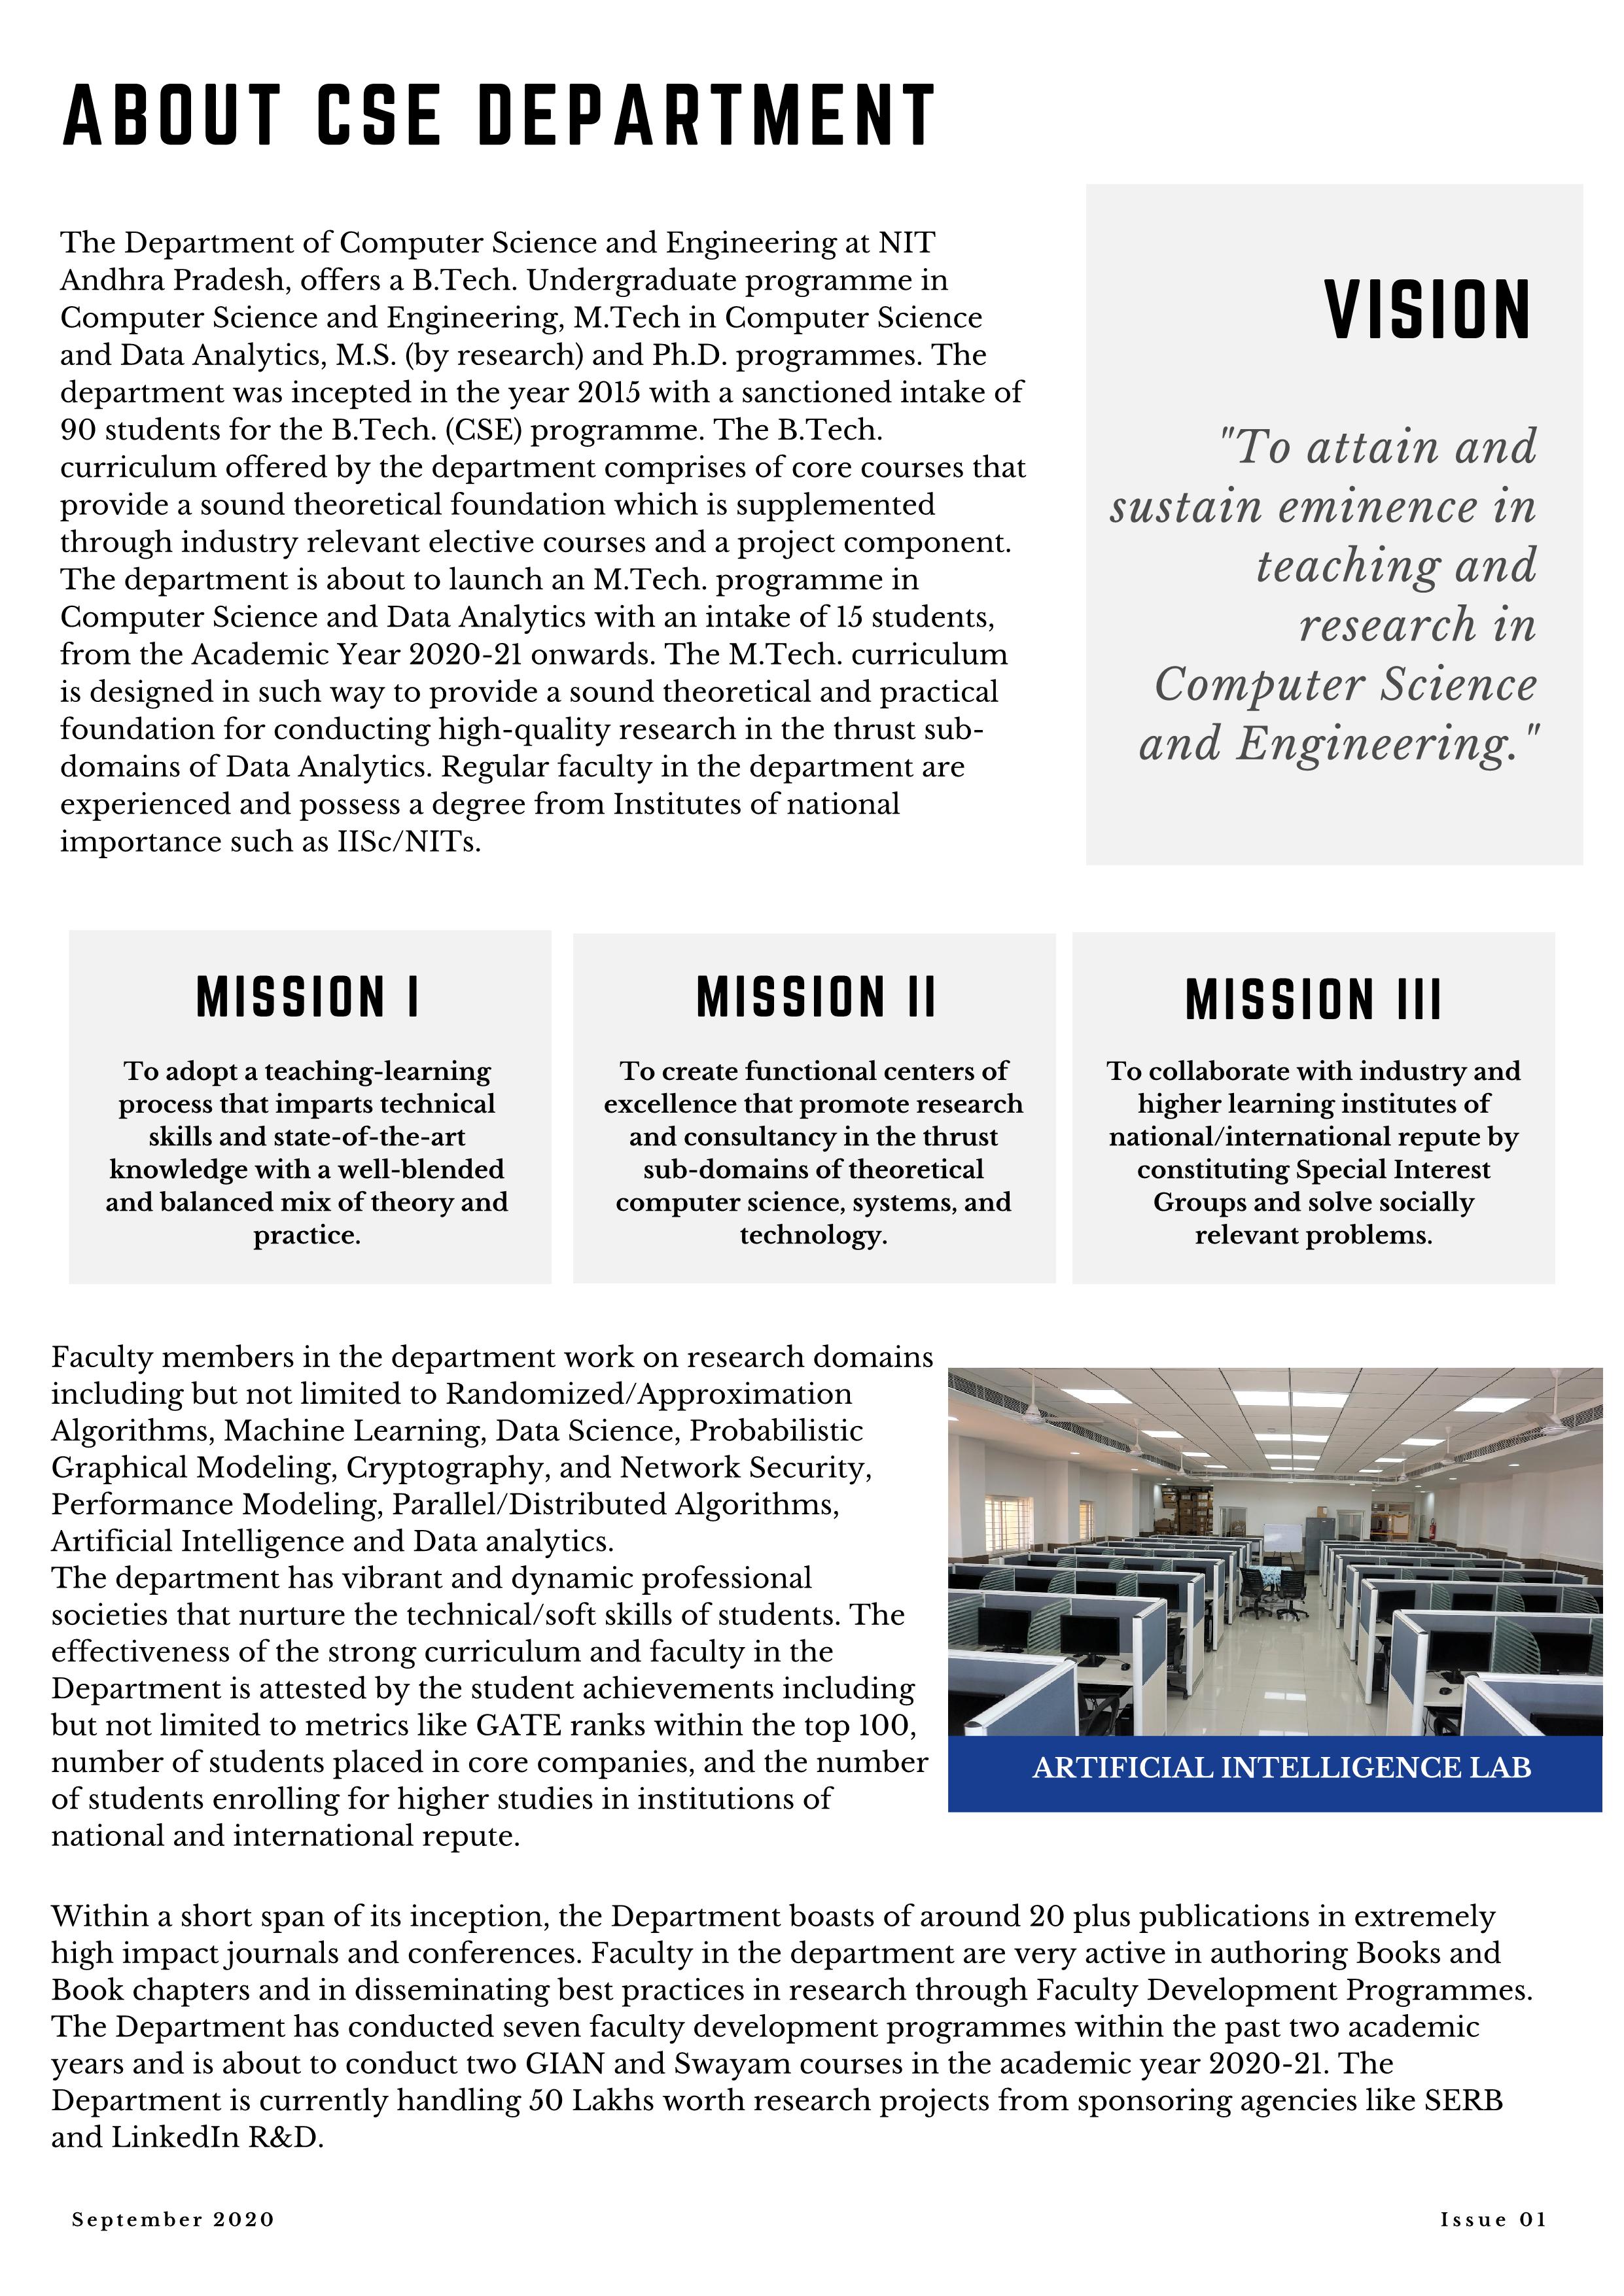 ABOUT CSE DEPARTMENT
The Department of Computer Science and Engineering at NIT
Andhra Pradesh, offers a B.Tech. Undergraduate programme in
Computer Science and Engineering, M.Tech in Computer Science
and Data Analytics, M.S. (by research) and Ph.D. programmes. The
department was incepted in the year 2015 with a sanctioned intake of
90 students for the B.Tech. (CSE) programme. The B.Tech.
curriculum offered by the department comprises of core courses that
provide a sound theoretical foundation which is supplemented
through industry relevant elective courses and a project component.
The department is about to launch an M.Tech. programme in
Computer Science and Data Analytics with an intake of 15 students,
from the Academic Year 2020-21 onwards. The M.Tech. curriculum
is designed in such way to provide a sound theoretical and practical
foundation for conducting high-quality research in the thrust sub-
domains of Data Analytics. Regular faculty in the department are
experienced and possess a degree from Institutes of national
importance such as IISc/NITs.
VISION
"To attain and
sustain eminence in
teaching and
research in
Computer Science
and Engineering."
MISSION I
To adopt a teaching-learning
process that imparts technical
skills and state-of-the-art
knowledge with a well-blended
and balanced mix of theory and
practice.
MISSION II
To create functional centers of
excellence that promote research
and consultancy in the thrust
sub-domains of theoretical
computer science, systems, and
technology.
MISSION III
To collaborate with industry and
higher learning institutes of
national/international repute by
constituting Special Interest
Groups and solve socially
relevant problems.
Faculty members in the department work on research domains
including but not limited to Randomized/Approximation
Algorithms, Machine Learning, Data Science, Probabilistic
Graphical Modeling, Cryptography, and Network Security,
Performance Modeling, Parallel/Distributed Algorithms,
Artificial Intelligence and Data analytics.
The department has vibrant and dynamic professional
societies that nurture the technical/soft skills of students. The
effectiveness of the strong curriculum and faculty in the
Department is attested by the student achievements including
but not limited to metrics like GATE ranks within the top 100,
number of students placed in core companies, and the number
of students enrolling for higher studies in institutions of
national and international repute.
ARTIFICIAL INTELLIGENCE LAB
Within a short span of its inception, the Department boasts of around 20 plus publications in extremely
high impact journals and conferences. Faculty in the department are very active in authoring Books and
Book chapters and in disseminating best practices in research through Faculty Development Programmes.
The Department has conducted seven faculty development programmes within the past two academic
years and is about to conduct two GIAN and Swayam courses in the academic year 2020-21. The
Department is currently handling 50 Lakhs worth research projects from sponsoring agencies like SERB
and LinkedIn R&D.
September 2020
Issue 01